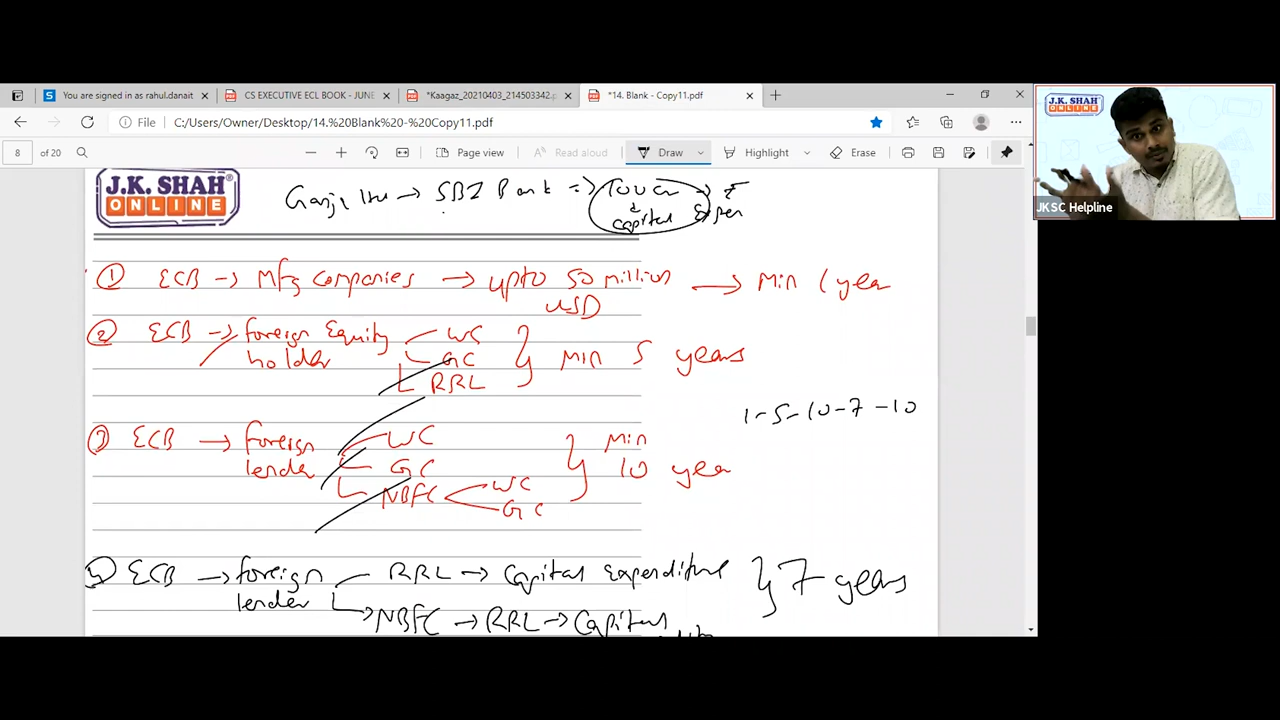 You are signed in as rahul.danait
CS EXECUTIVE ECL BOOK - JUNE
*Kaagaz_20210403_214503342.p
*14. Blank - Copy11.pdf
File C:/Users/Owner/Desktop/14.%20Blank%20-%20Copy11.pdf
8 of 20
Page view
Read aloud
Draw
Highlight
Erase
J.K. SHAH
ONLINE
J.K. SHAH
ONLINE
JKSC Helpline
→ SBI Bank ⇒ 100 cr → ₹
capital
① ECB → Mfg companies → upto 50 million USD → Min 1 year
② ECB → foreign Equity holder
WC
GC
RRL
Min 5 years
1-5-10-7-10
③ ECB → foreign lender
WC
GC
NBFC
WC
GC
Min 10 year
ECB → foreign lender
RRL → Capital Expenditure
NBFC → RRL → Capital
7 years